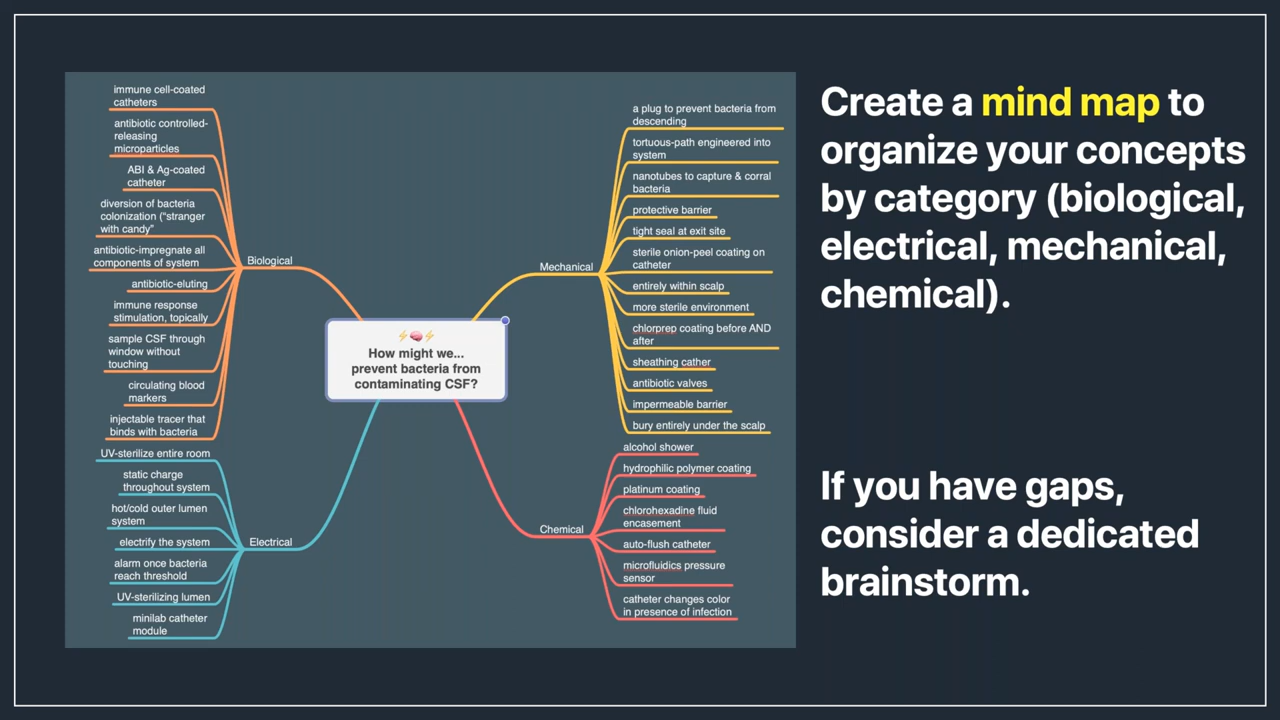 immune cell-coated
catheters
antibiotic controlled-
releasing
microparticles
ABI & Ag-coated
catheter
diversion of bacteria
colonization ("stranger
with candy"
antibiotic-impregnate all
components of system
antibiotic-eluting
immune response
stimulation, topically
sample CSF through
window without
touching
circulating blood
markers
injectable tracer that
binds with bacteria
Biological
UV-sterilize entire room
static charge
throughout system
hot/cold outer lumen
system
electrify the system
alarm once bacteria
reach threshold
UV-sterilizing lumen
minilab catheter
module
Electrical
How might we...
prevent bacteria from
contaminating CSF?
Mechanical
a plug to prevent bacteria from
descending
tortuous-path engineered into
system
nanotubes to capture & corral
bacteria
protective barrier
tight seal at exit site
sterile onion-peel coating on
catheter
entirely within scalp
more sterile environment
chlorprep coating before AND
after
sheathing cather
antibiotic valves
impermeable barrier
bury entirely under the scalp
Chemical
alcohol shower
hydrophilic polymer coating
platinum coating
chlorohexadine fluid
encasement
auto-flush catheter
microfluidics pressure
sensor
catheter changes color
in presence of infection
Create a mind map to
organize your concepts
by category (biological,
electrical, mechanical,
chemical).
If you have gaps,
consider a dedicated
brainstorm.